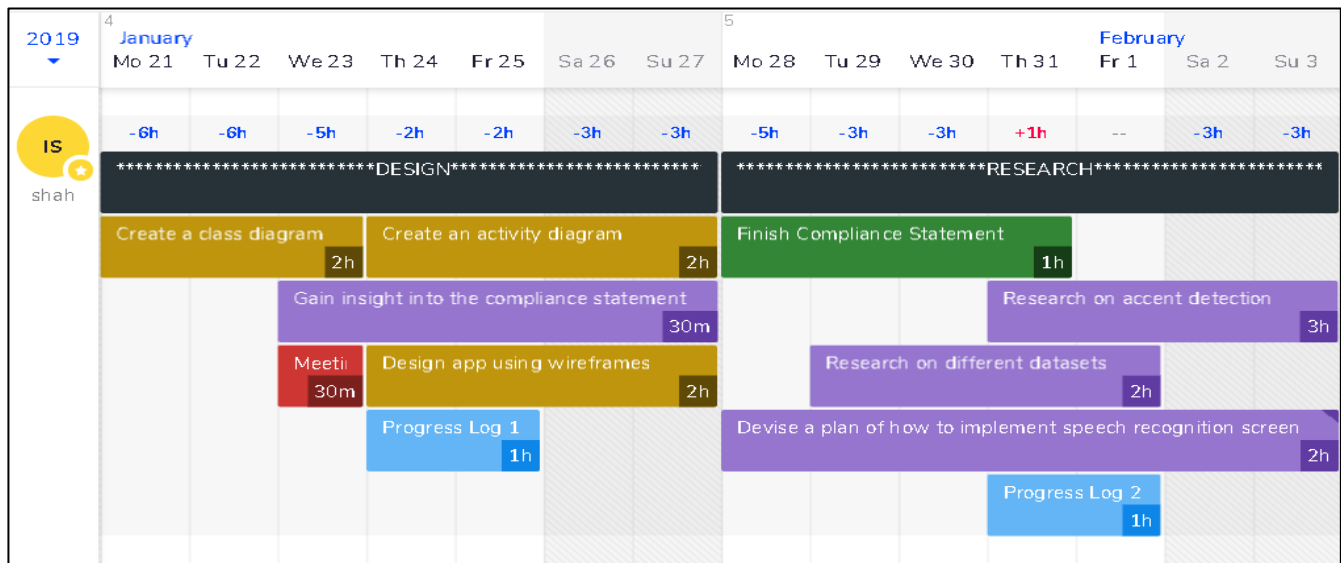 4 5
2019 January February
Mo 21 Tu 22 We 23 Th 24 Fr 25 Sa 26 Su 27 Mo 28 Tu 29 We 30 Th 31 Fr 1 Sa 2 Su 3
IS
shah
-6h -6h -5h -2h -2h -3h -3h -5h -3h -3h +1h -- -3h -3h
***************************DESIGN************************** **************************RESEARCH************************
Create a class diagram 2h Create an activity diagram 2h Finish Compliance Statement 1h
Gain insight into the compliance statement 30m Research on accent detection 3h
Meetii 30m Design app using wireframes 2h Research on different datasets 2h
Progress Log 1 1h Devise a plan of how to implement speech recognition screen 2h
Progress Log 2 1h